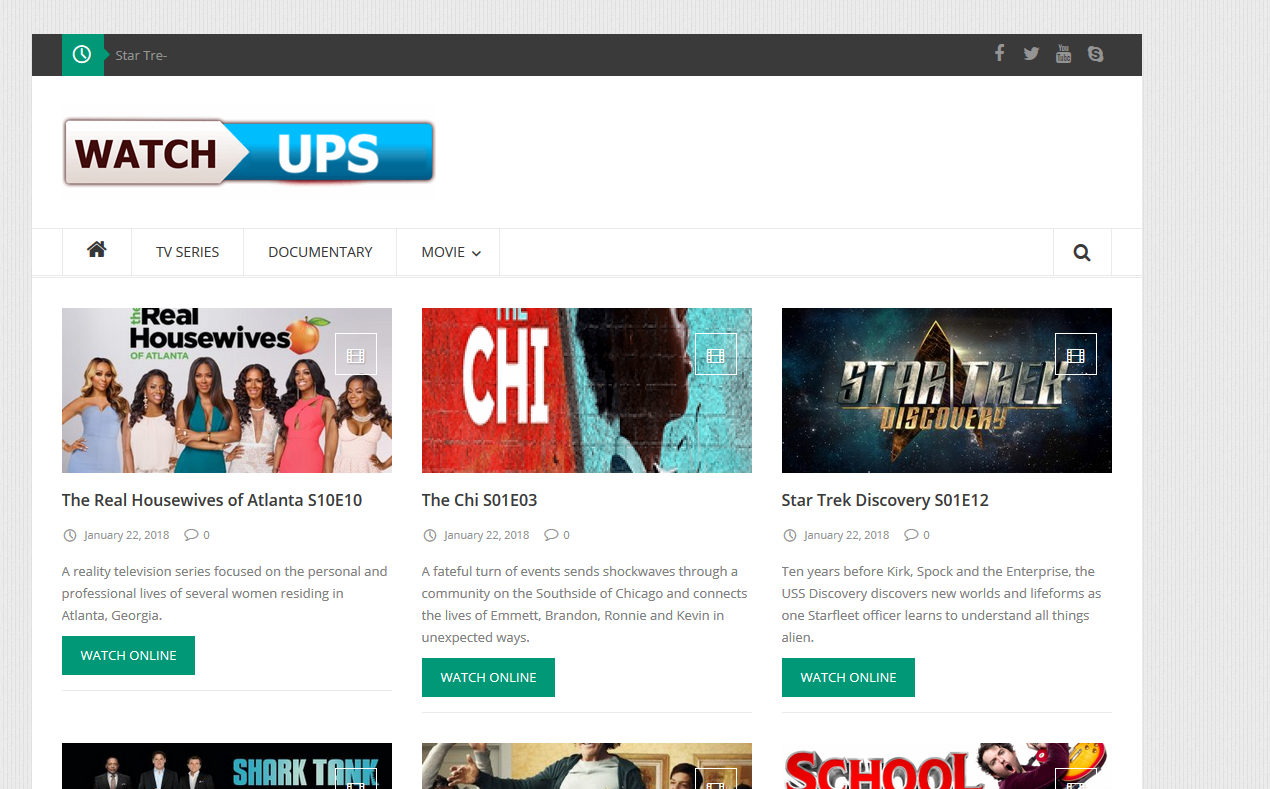 Star Tre-
You
Tube
WATCH UPS
TV SERIES DOCUMENTARY MOVIE
the Real
Housewives
OF ATLANTA
THE
CHI
STAR TREK
DISCOVERY
The Real Housewives of Atlanta S10E10
January 22, 2018 0
A reality television series focused on the personal and
professional lives of several women residing in
Atlanta, Georgia.
WATCH ONLINE
The Chi S01E03
January 22, 2018 0
A fateful turn of events sends shockwaves through a
community on the Southside of Chicago and connects
the lives of Emmett, Brandon, Ronnie and Kevin in
unexpected ways.
WATCH ONLINE
Star Trek Discovery S01E12
January 22, 2018 0
Ten years before Kirk, Spock and the Enterprise, the
USS Discovery discovers new worlds and lifeforms as
one Starfleet officer learns to understand all things
alien.
WATCH ONLINE
SHARK TANK
SCHOOL